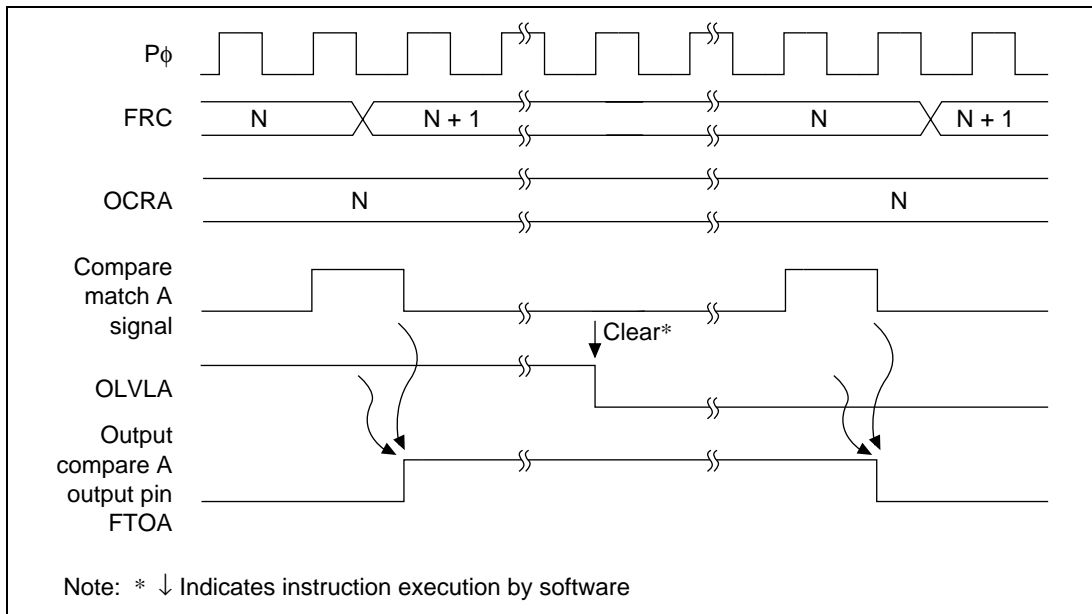 Pϕ
FRC
N
N + 1
N
N + 1
OCRA
N
N
Compare
match A
signal
Clear*
OLVLA
Output
compare A
output pin
FTOA
Note: * ↓ Indicates instruction execution by software